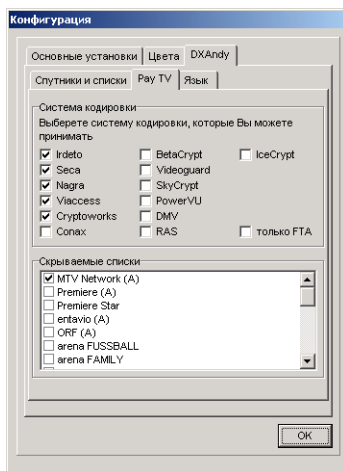 Конфигурация
Основные установки Цвета DXAndy
Спутники и списки Pay TV Язык
Система кодировки
Выберете систему кодировки, которые Вы можете
принимать
Irdeto BetaCrypt IceCrypt
Seca Videoguard
Nagra SkyCrypt
Viaccess PowerVU
Cryptoworks DMV
Conax RAS только FTA
Скрываемые списки
MTV Network (A)
Premiere (A)
Premiere Star
entavio (A)
ORF (A)
arena FUSSBALL
arena FAMILY
OK